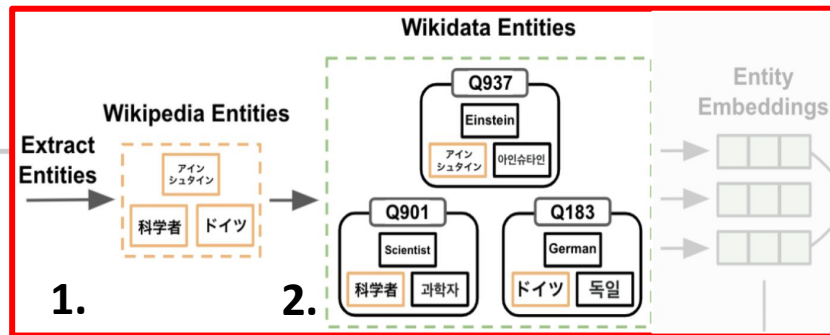 Wikidata Entities
Q937
Einstein
アイン
シュタイン
아인슈타인
Wikipedia Entities
Extract
Entities
アイン
シュタイン
科学者
ドイツ
Q901
Scientist
科学者
과학자
Q183
German
ドイツ
독일
Entity
Embeddings
1.
2.